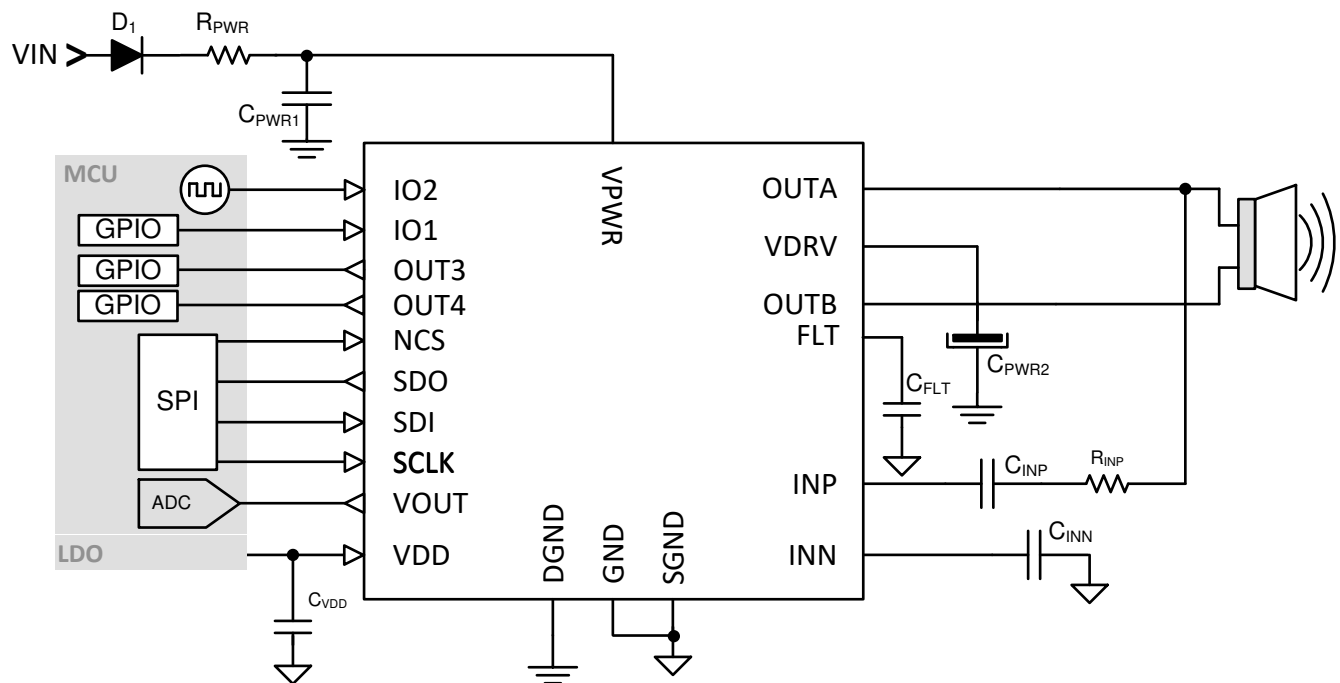 D1
RPWR
VIN
CPWR1
MCU
IO2
GPIO
IO1
GPIO
OUT3
GPIO
OUT4
SPI
NCS
SDO
SDI
SCLK
ADC
VOUT
LDO
VDD
CVDD
VPWR
DGND
GND
SGND
OUTA
VDRV
OUTB
FLT
CPWR2
CFLT
INP
CINP
RINP
INN
CINN